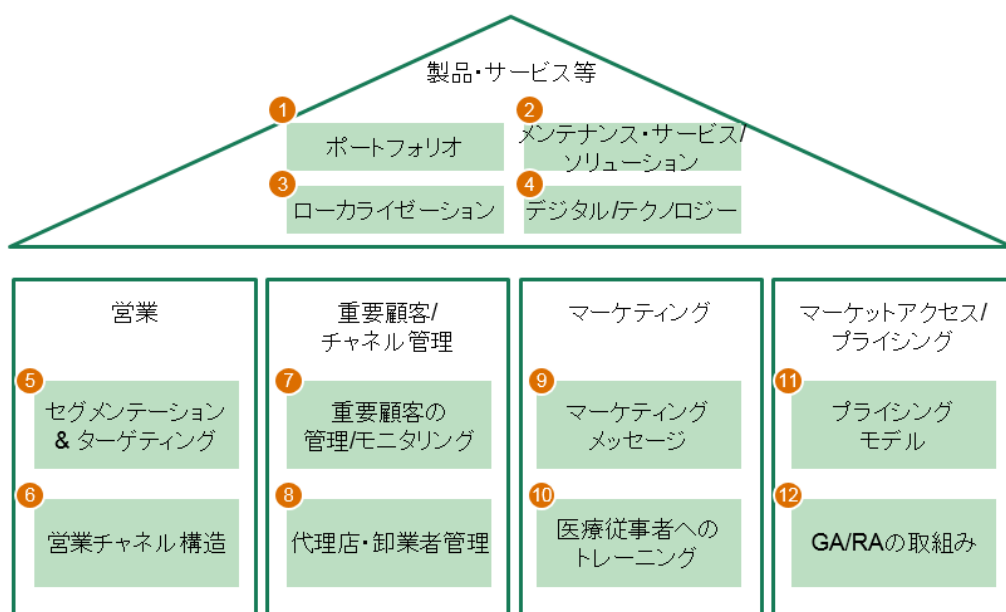 製品・サービス等
1
ポートフォリオ
2
メンテナンス・サービス/
ソリューション
3
ローカライゼーション
4
デジタル/テクノロジー
営業
5
セグメンテーション
& ターゲティング
6
営業チャネル構造
重要顧客/
チャネル管理
7
重要顧客の
管理/モニタリング
8
代理店・卸業者管理
マーケティング
9
マーケティング
メッセージ
10
医療従事者への
トレーニング
マーケットアクセス/
プライシング
11
プライシング
モデル
12
GA/RAの取組み